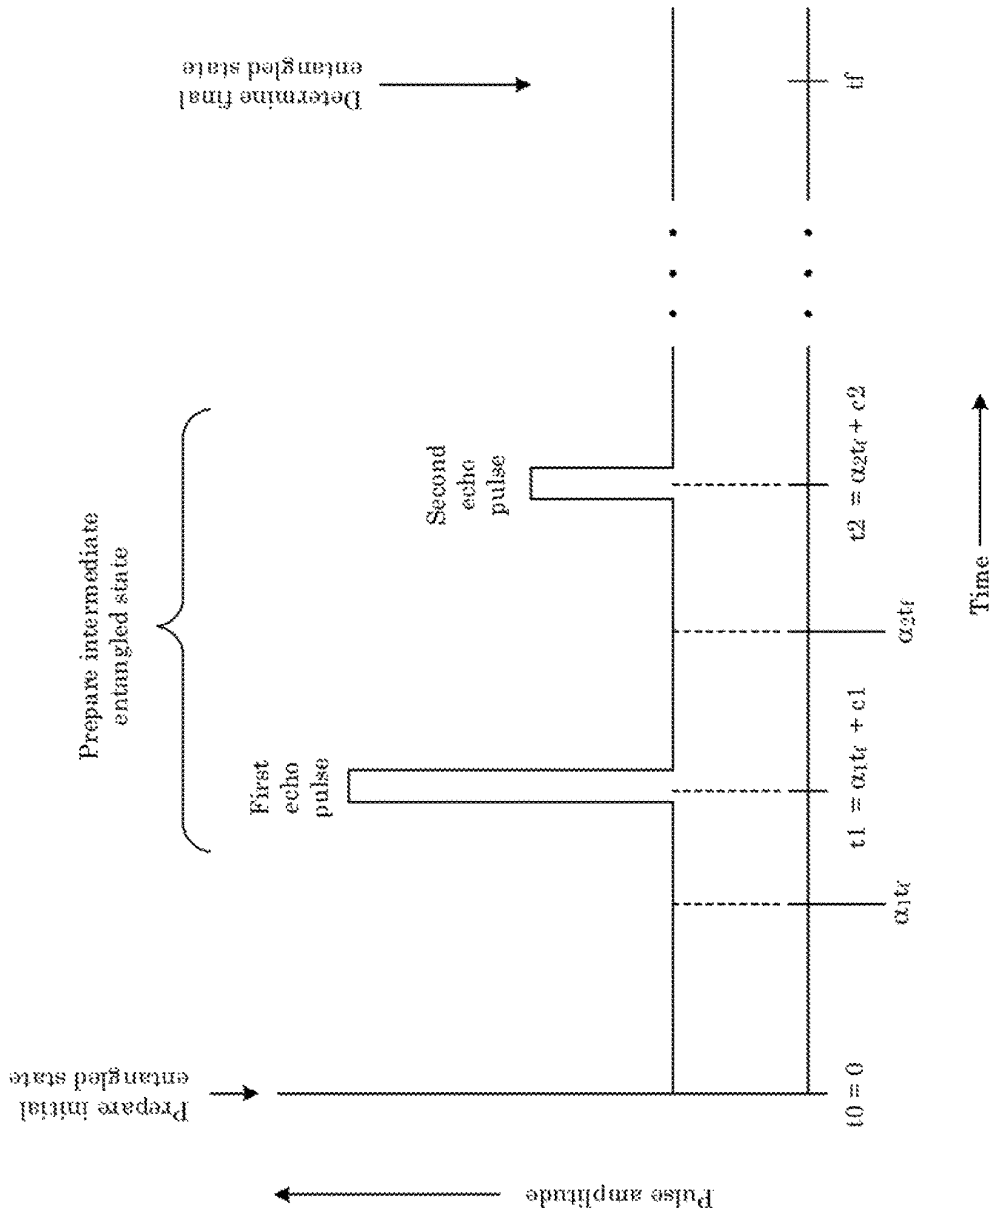 Prepare initial
entangled state
Prepare intermediate
entangled state
Determine final
entangled state
First
echo
pulse
Second
echo
pulse
Pulse amplitude
t0 = 0
α₁tf
t1 = α₁tf + c1
α₂tf
t2 = α₂tf + c2
tf
Time